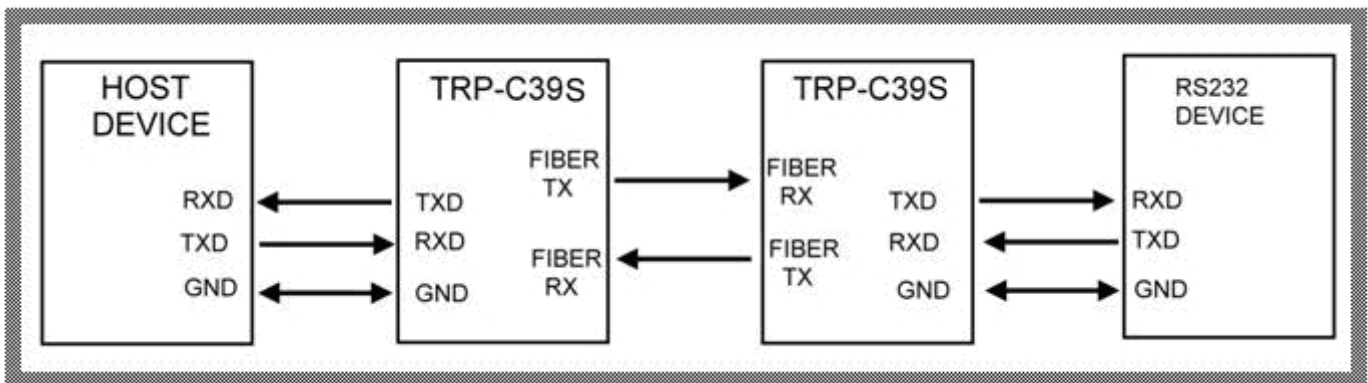 HOST
DEVICE
RXD
TXD
GND
TRP-C39S
FIBER
TX
TXD
RXD
FIBER
RX
GND
TRP-C39S
FIBER
RX
TXD
RXD
FIBER
TX
GND
RS232
DEVICE
RXD
TXD
GND